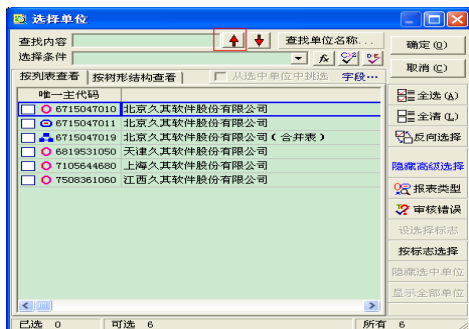 选择单位
查找内容 查找单位名称...
选择条件
按列表查看 按树形结构查看 从选中单位中挑选 字段...
唯一主代码
6715047010 北京久其软件股份有限公司
6715047011 北京久其软件股份有限公司
6715047019 北京久其软件股份有限公司(合并表)
6819531050 天津久其软件股份有限公司
7105644680 上海久其软件股份有限公司
7508361060 江西久其软件股份有限公司
确定(O)
取消(C)
全选(A)
全清(L)
反向选择
隐藏高级选择
报表类型
审核错误
设选择标志
按标志选择
隐藏选中单位
显示全部单位
已选 0 可选 6 所有 6